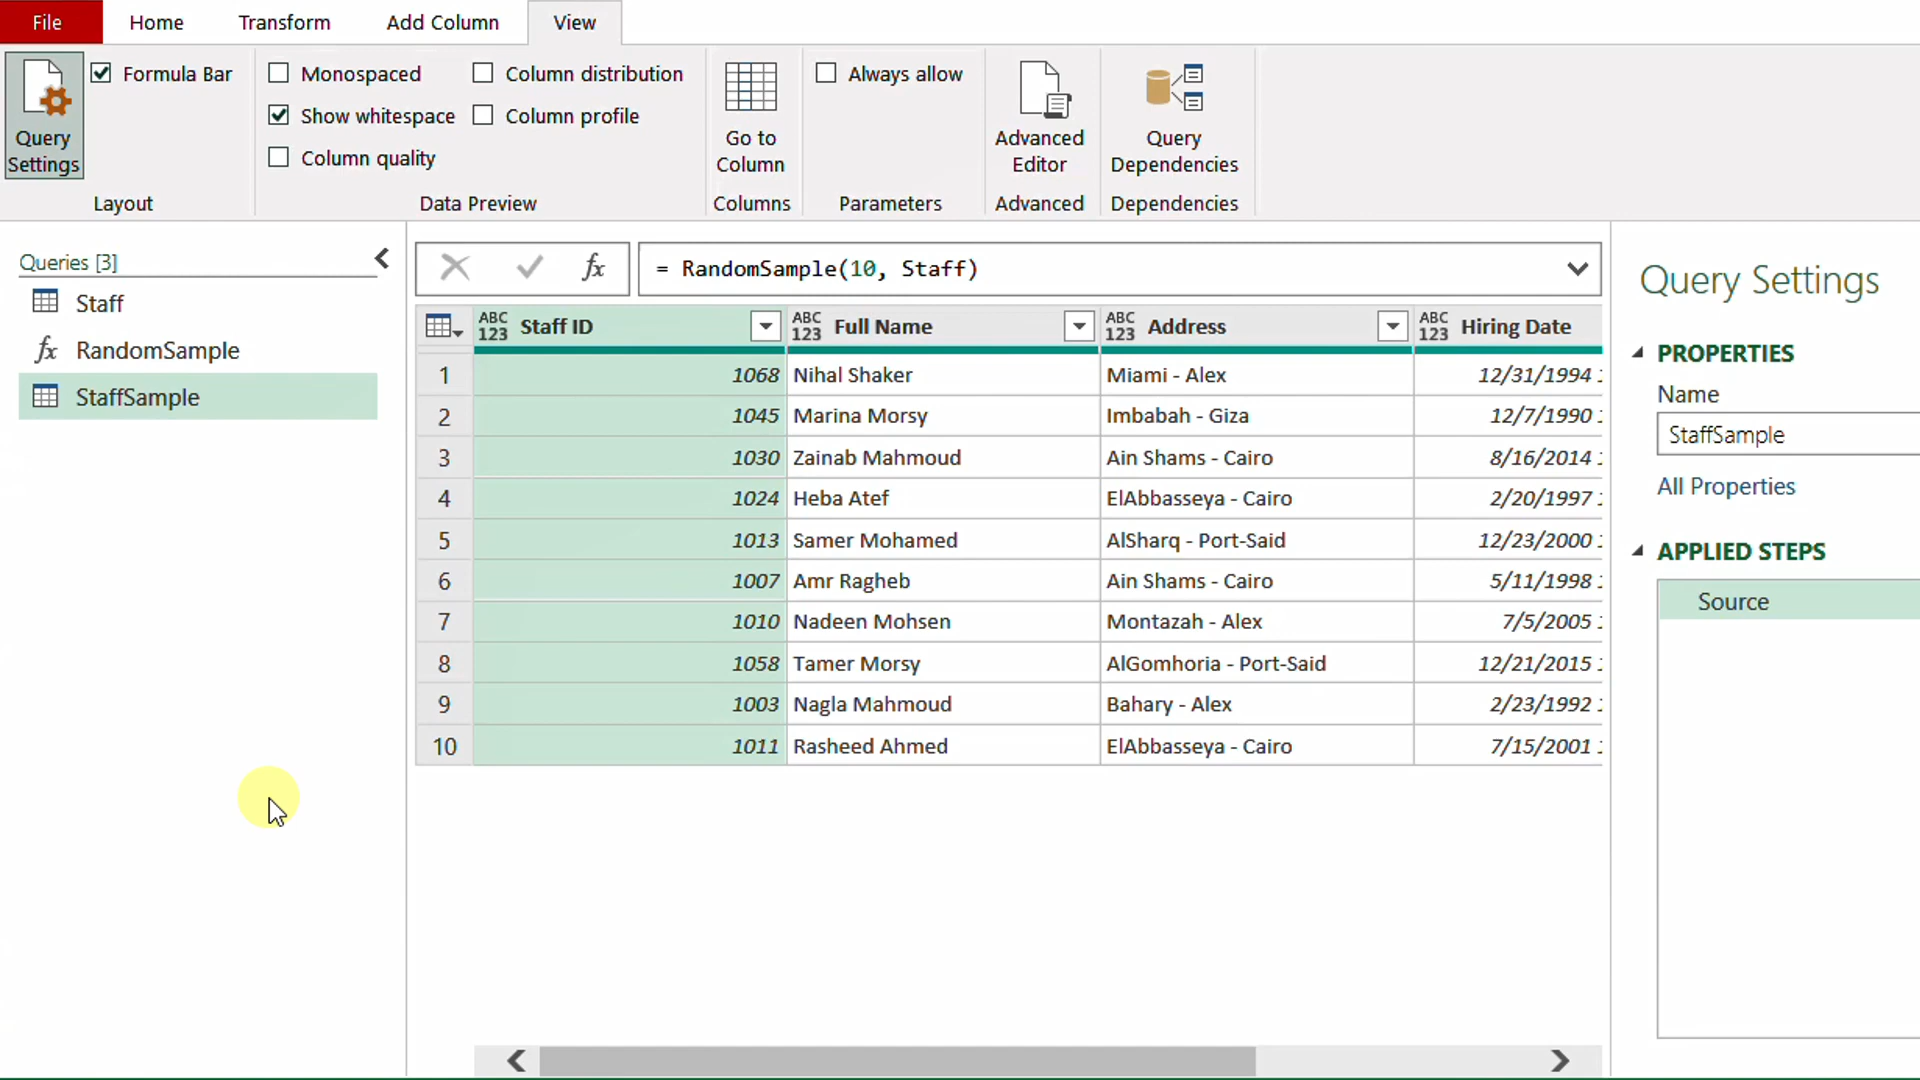 File Home Transform Add Column View
Formula Bar Monospaced Column distribution Always allow
Show whitespace Column profile
Query Settings Column quality Go to Column Advanced Editor Query Dependencies
Layout Data Preview Columns Parameters Advanced Dependencies
Queries [3]
Staff
RandomSample
StaffSample
fx = RandomSample(10, Staff)
ABC 123 Staff ID ABC 123 Full Name ABC 123 Address ABC 123 Hiring Date
1 1068 Nihal Shaker Miami - Alex 12/31/1994
2 1045 Marina Morsy Imbabah - Giza 12/7/1990
3 1030 Zainab Mahmoud Ain Shams - Cairo 8/16/2014
4 1024 Heba Atef ElAbbasseya - Cairo 2/20/1997
5 1013 Samer Mohamed AlSharq - Port-Said 12/23/2000
6 1007 Amr Ragheb Ain Shams - Cairo 5/11/1998
7 1010 Nadeen Mohsen Montazah - Alex 7/5/2005
8 1058 Tamer Morsy AlGomhoria - Port-Said 12/21/2015
9 1003 Nagla Mahmoud Bahary - Alex 2/23/1992
10 1011 Rasheed Ahmed ElAbbasseya - Cairo 7/15/2001
Query Settings
PROPERTIES
Name
StaffSample
All Properties
APPLIED STEPS
Source